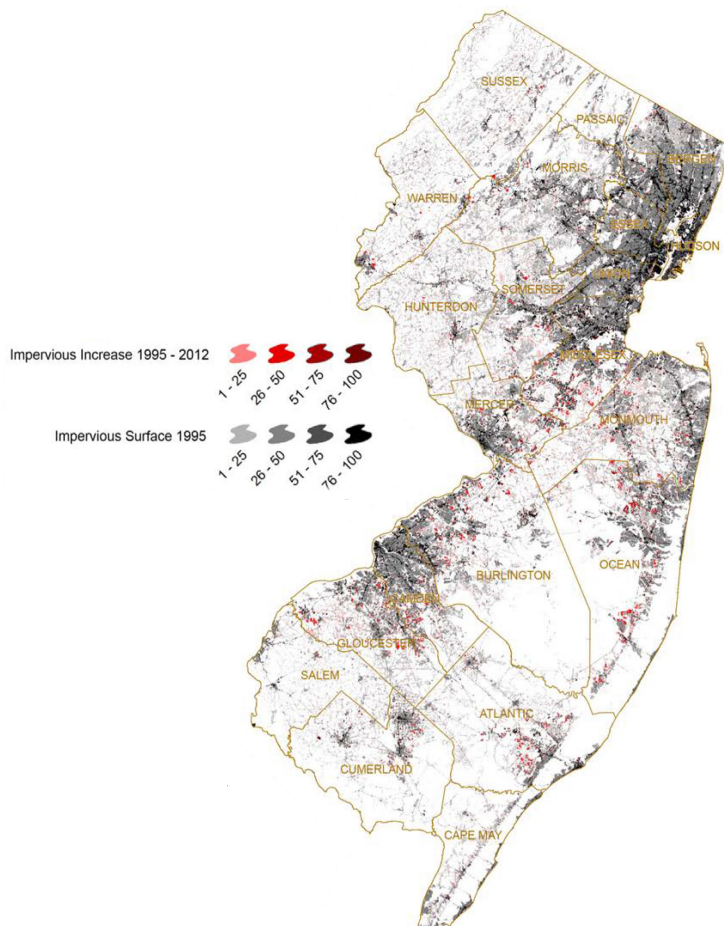 SUSSEX
PASSAIC
BERGEN
MORRIS
WARREN
ESSEX
HUDSON
UNION
SOMERSET
HUNTERDON
Impervious Increase 1995 - 2012
1 - 25
26 - 50
51 - 75
76 - 100
MIDDLESEX
MERCER
MONMOUTH
Impervious Surface 1995
1 - 25
26 - 50
51 - 75
76 - 100
OCEAN
BURLINGTON
CAMDEN
GLOUCESTER
SALEM
ATLANTIC
CUMERLAND
CAPE MAY